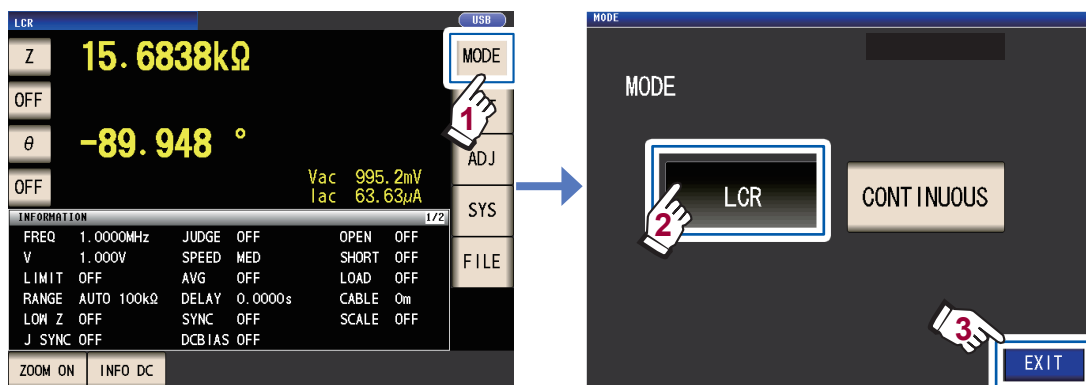 LCR USB
Z 15.6838kΩ MODE
OFF 1
θ -89.948 ° ADJ
OFF Vac 995.2mV
Iac 63.63μA SYS
INFORMATION 1/2
FREQ 1.0000MHz JUDGE OFF OPEN OFF
V 1.000V SPEED MED SHORT OFF FILE
LIMIT OFF AVG OFF LOAD OFF
RANGE AUTO 100kΩ DELAY 0.0000s CABLE 0m
LOW Z OFF SYNC OFF SCALE OFF
J SYNC OFF DCBIAS OFF
ZOOM ON INFO DC
MODE
MODE
LCR CONTINUOUS
2
3
EXIT